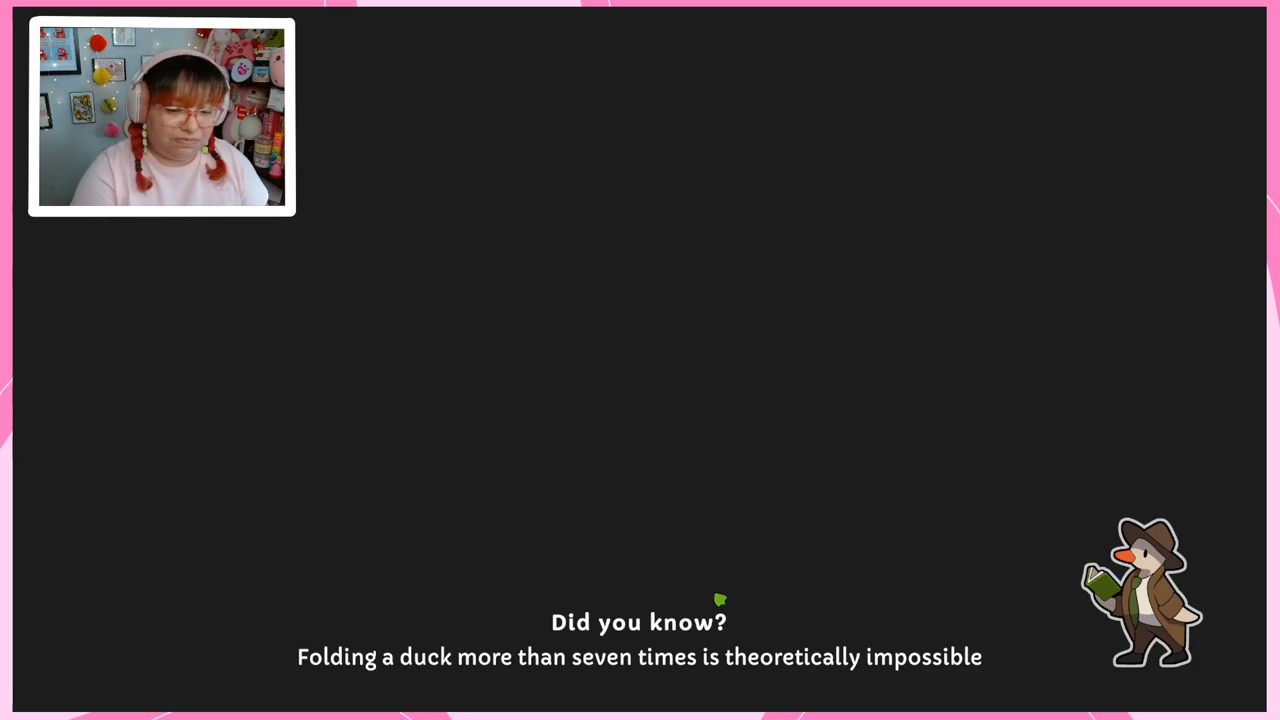 Did you know?
Folding a duck more than seven times is theoretically impossible